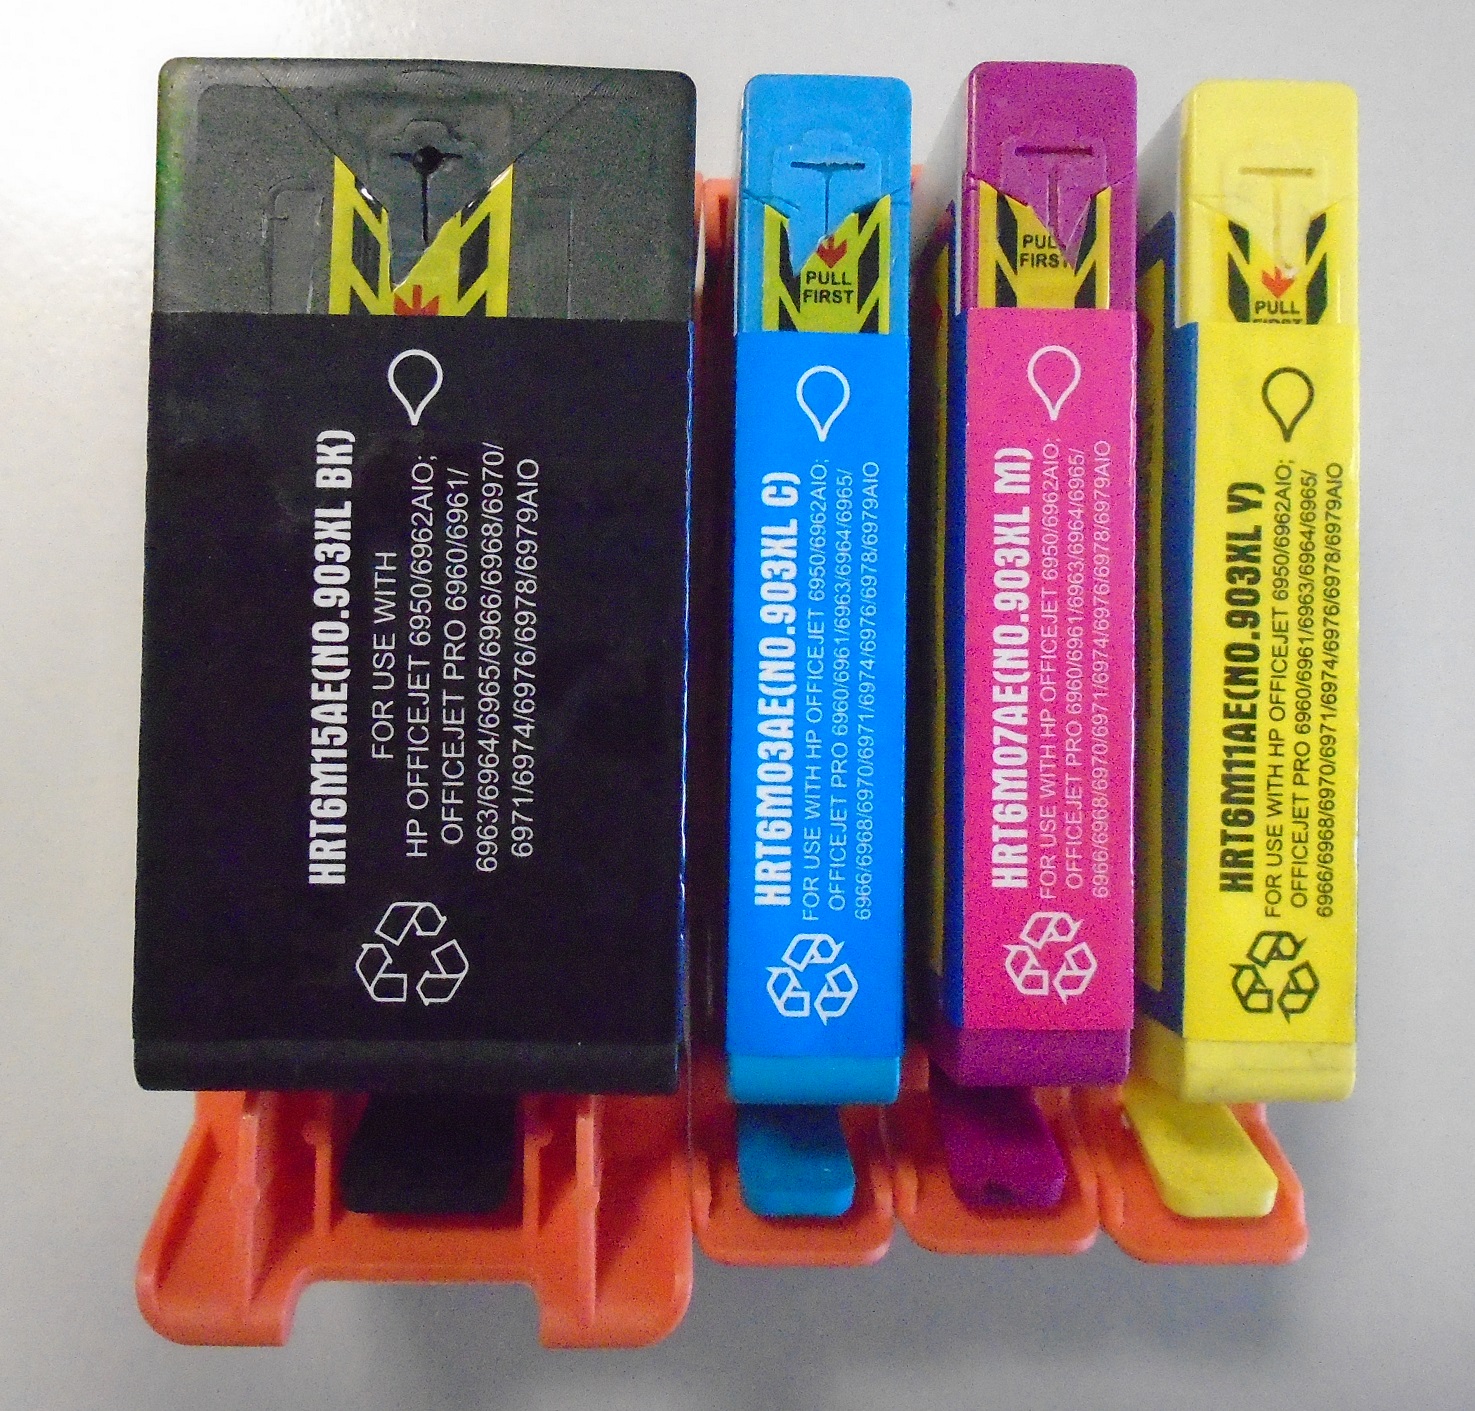 HRT6M15AE(NO.903XL BK)
FOR USE WITH
HP OFFICEJET 6950/6962AIO;
OFFICEJET PRO 6960/6961/
6963/6964/6965/6966/6968/6970/
6971/6974/6976/6978/6979AIO
PULL
FIRST
HRT6M03AE(NO.903XL C)
FOR USE WITH HP OFFICEJET 6950/6962AIO;
OFFICEJET PRO 6960/6961/6963/6964/6965/
6966/6968/6970/6971/6974/6976/6978/6979AIO
PUL
FIRST
HRT6M07AE(NO.903XL M)
FOR USE WITH HP OFFICEJET 6950/6962AIO;
OFFICEJET PRO 6960/6961/6963/6964/6965/
6966/6968/6970/6971/6974/6976/6978/6979AIO
PULL
FIRST
HRT6M11AE(NO.903XL Y)
FOR USE WITH HP OFFICEJET 6950/6962AIO;
OFFICEJET PRO 6960/6961/6963/6964/6965/
6966/6968/6970/6971/6974/6976/6978/6979AIO